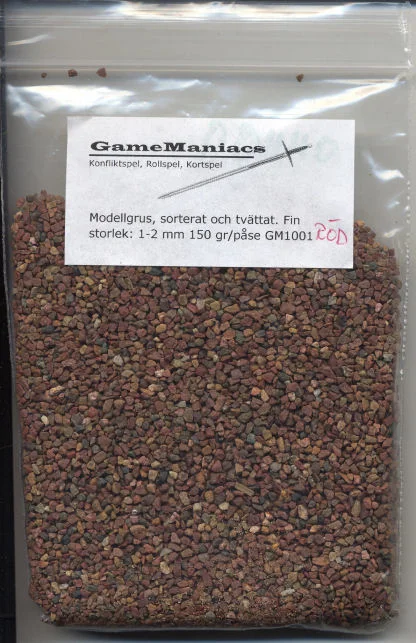 GameManiacs
Konfliktspel, Rollspel, Kortspel
Modellgrus, sorterat och tvättat. Fin
storlek: 1-2 mm 150 gr/påse GM1001 RÖD